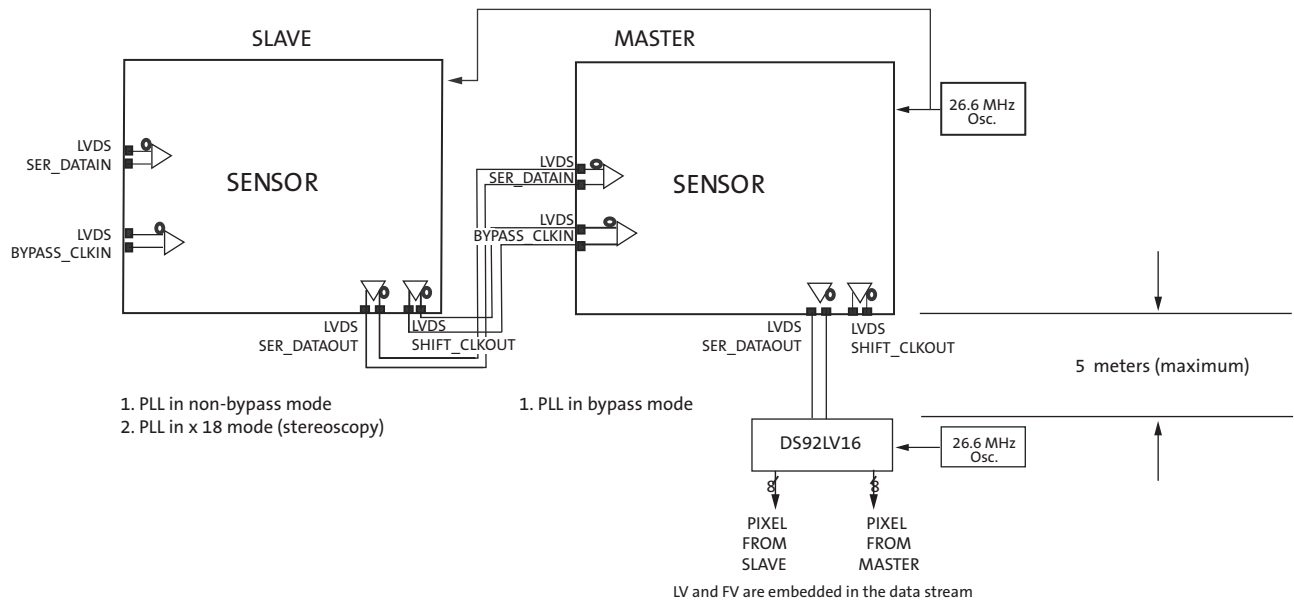 SLAVE
MASTER
26.6 MHz
Osc.
LVDS
SER_DATAIN
SENSOR
LVDS
BYPASS_CLKIN
LVDS
SER_DATAIN
SENSOR
LVDS
BYPASS_CLKIN
LVDS
SER_DATAOUT
LVDS
SHIFT_CLKOUT
LVDS
SER_DATAOUT
LVDS
SHIFT_CLKOUT
5 meters (maximum)
1. PLL in non-bypass mode
2. PLL in x 18 mode (stereoscopy)
1. PLL in bypass mode
DS92LV16
26.6 MHz
Osc.
8
8
PIXEL
FROM
SLAVE
PIXEL
FROM
MASTER
LV and FV are embedded in the data stream